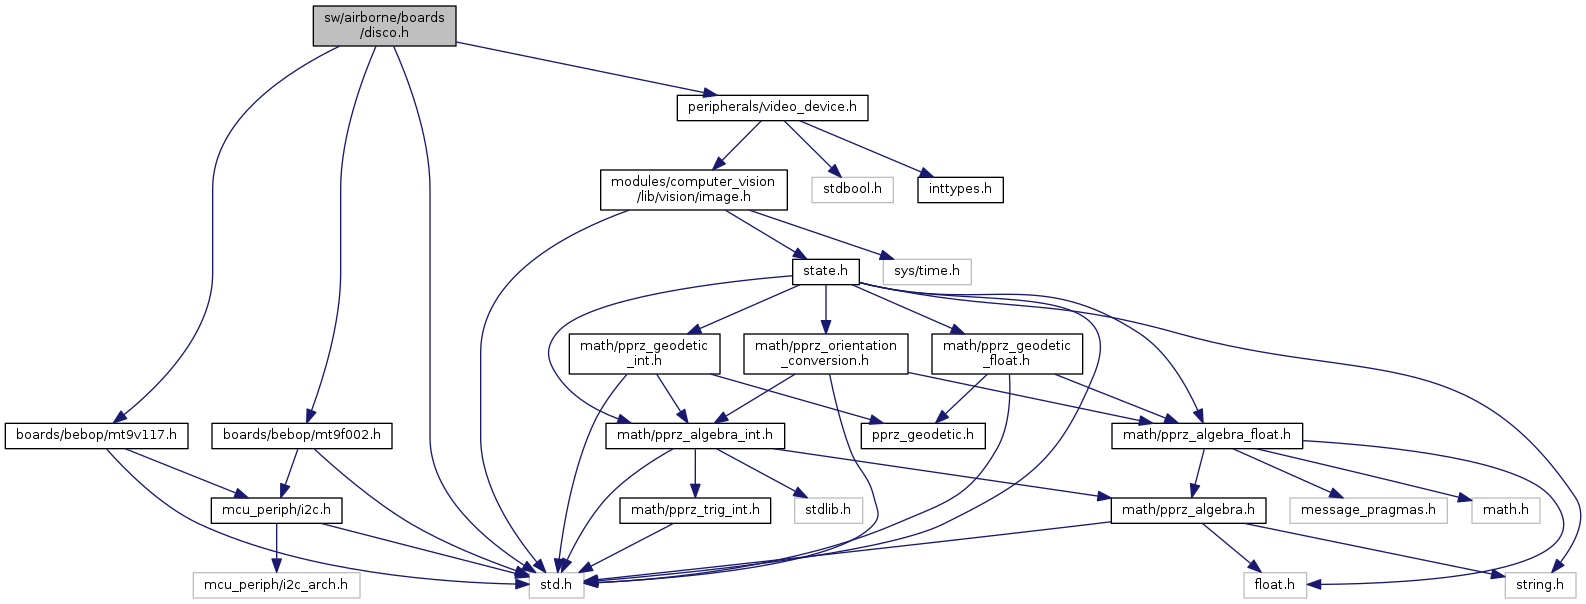 sw/airborne/boards
/disco.h
peripherals/video_device.h
modules/computer_vision
/lib/vision/image.h
stdbool.h
inttypes.h
state.h
sys/time.h
math/pprz_geodetic
_int.h
math/pprz_orientation
_conversion.h
math/pprz_geodetic
_float.h
boards/bebop/mt9v117.h
boards/bebop/mt9f002.h
math/pprz_algebra_int.h
pprz_geodetic.h
math/pprz_algebra_float.h
mcu_periph/i2c.h
math/pprz_trig_int.h
stdlib.h
math/pprz_algebra.h
message_pragmas.h
math.h
mcu_periph/i2c_arch.h
std.h
float.h
string.h